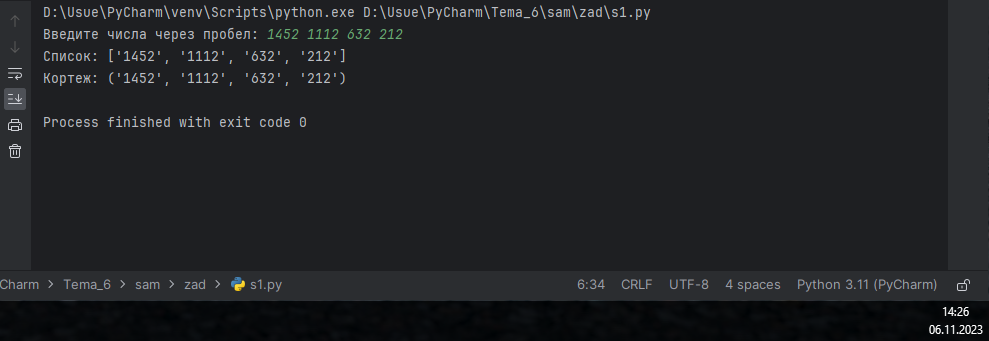 D:\Usue\PyCharm\venv\Scripts\python.exe D:\Usue\PyCharm\Tema_6\sam\zad\s1.py
Введите числа через пробел: 1452 1112 632 212
Список: ['1452', '1112', '632', '212']
Кортеж: ('1452', '1112', '632', '212')
Process finished with exit code 0
Charm > Tema_6 > sam > zad > s1.py 6:34 CRLF UTF-8 4 spaces Python 3.11 (PyCharm)
14:26
06.11.2023